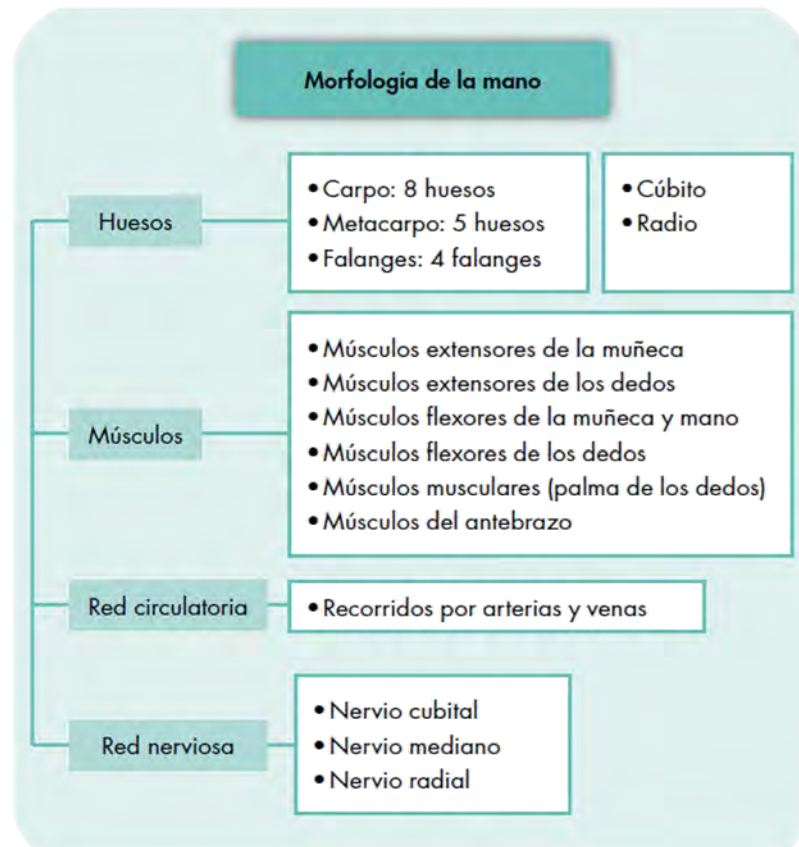 Morfología de la mano
Huesos
• Carpo: 8 huesos
• Metacarpo: 5 huesos
• Falanges: 4 falanges
• Cúbito
• Radio
Músculos
• Músculos extensores de la muñeca
• Músculos extensores de los dedos
• Músculos flexores de la muñeca y mano
• Músculos flexores de los dedos
• Músculos musculares (palma de los dedos)
• Músculos del antebrazo
Red circulatoria
• Recorridos por arterias y venas
Red nerviosa
• Nervio cubital
• Nervio mediano
• Nervio radial